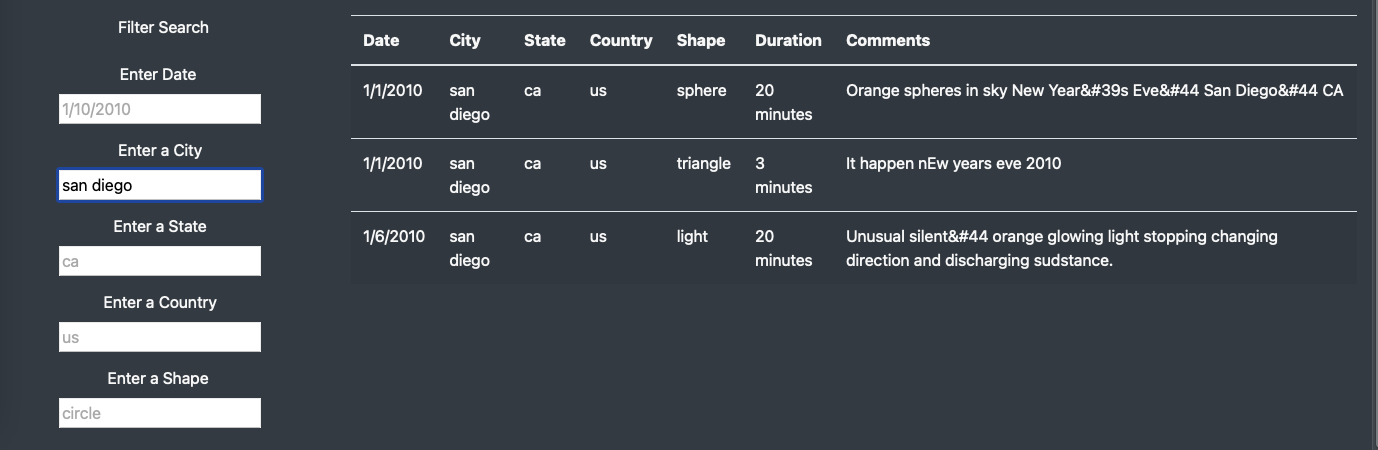 Filter Search
Enter Date
1/10/2010
Enter a City
san diego
Enter a State
ca
Enter a Country
us
Enter a Shape
circle
Date City State Country Shape Duration Comments
1/1/2010 san ca us sphere 20 Orange spheres in sky New Year&#39s Eve&#44 San Diego&#44 CA
diego minutes
1/1/2010 san ca us triangle 3 It happen nEw years eve 2010
diego minutes
1/6/2010 san ca us light 20 Unusual silent&#44 orange glowing light stopping changing
diego minutes direction and discharging sudstance.